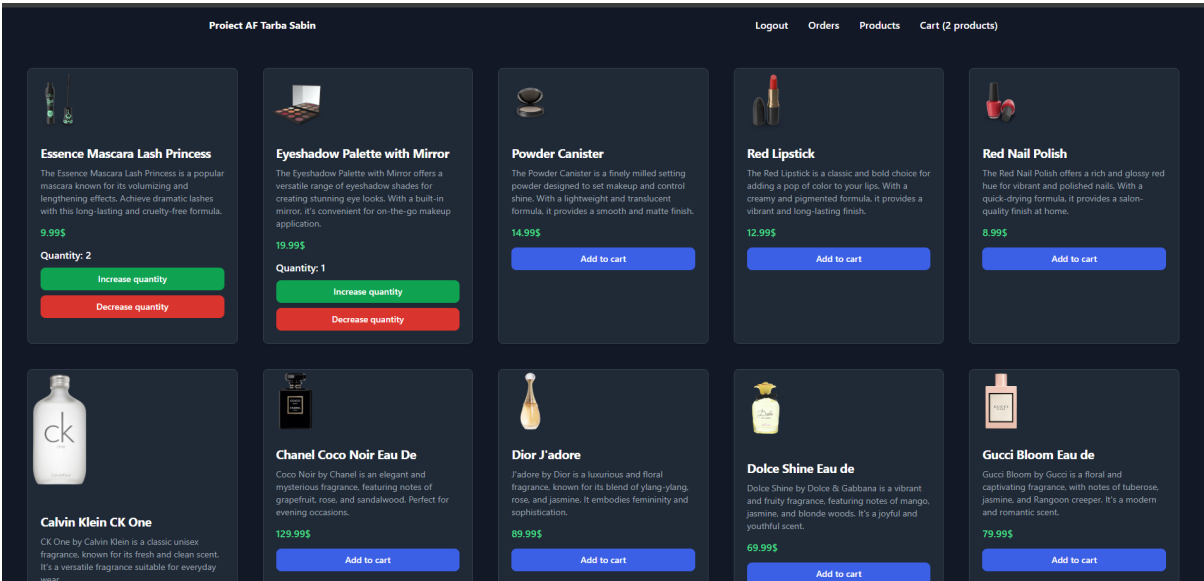 Proiect AF Tarba Sabin
Logout Orders Products Cart (2 products)
Essence Mascara Lash Princess
The Essence Mascara Lash Princess is a popular
mascara known for its volumizing and
lengthening effects. Achieve dramatic lashes
with this long-lasting and cruelty-free formula.
9.99$
Quantity: 2
Increase quantity
Decrease quantity
Eyeshadow Palette with Mirror
The Eyeshadow Palette with Mirror offers a
versatile range of eyeshadow shades for
creating stunning eye looks. With a built-in
mirror, it's convenient for on-the-go makeup
application.
19.99$
Quantity: 1
Increase quantity
Decrease quantity
Powder Canister
The Powder Canister is a finely milled setting
powder designed to set makeup and control
shine. With a lightweight and translucent
formula, it provides a smooth and matte finish.
14.99$
Add to cart
Red Lipstick
The Red Lipstick is a classic and bold choice for
adding a pop of color to your lips. With a
creamy and pigmented formula, it provides a
vibrant and long-lasting finish.
12.99$
Add to cart
Red Nail Polish
The Red Nail Polish offers a rich and glossy red
hue for vibrant and polished nails. With a
quick-drying formula, it provides a salon-
quality finish at home.
8.99$
Add to cart
ck
Calvin Klein CK One
CK One by Calvin Klein is a classic unisex
fragrance, known for its fresh and clean scent.
It's a versatile fragrance suitable for everyday
wear.
Chanel Coco Noir Eau De
Coco Noir by Chanel is an elegant and
mysterious fragrance, featuring notes of
grapefruit, rose, and sandalwood. Perfect for
evening occasions.
129.99$
Add to cart
Dior J'adore
J'adore by Dior is a luxurious and floral
fragrance, known for its blend of ylang-ylang,
rose, and jasmine. It embodies femininity and
sophistication.
89.99$
Add to cart
Dolce Shine Eau de
Dolce Shine by Dolce & Gabbana is a vibrant
and fruity fragrance, featuring notes of mango,
jasmine, and blonde woods. It's a joyful and
youthful scent.
69.99$
Add to cart
Gucci Bloom Eau de
Gucci Bloom by Gucci is a floral and
captivating fragrance, with notes of tuberose,
jasmine, and Rangoon creeper. It's a modern
and romantic scent.
79.99$
Add to cart